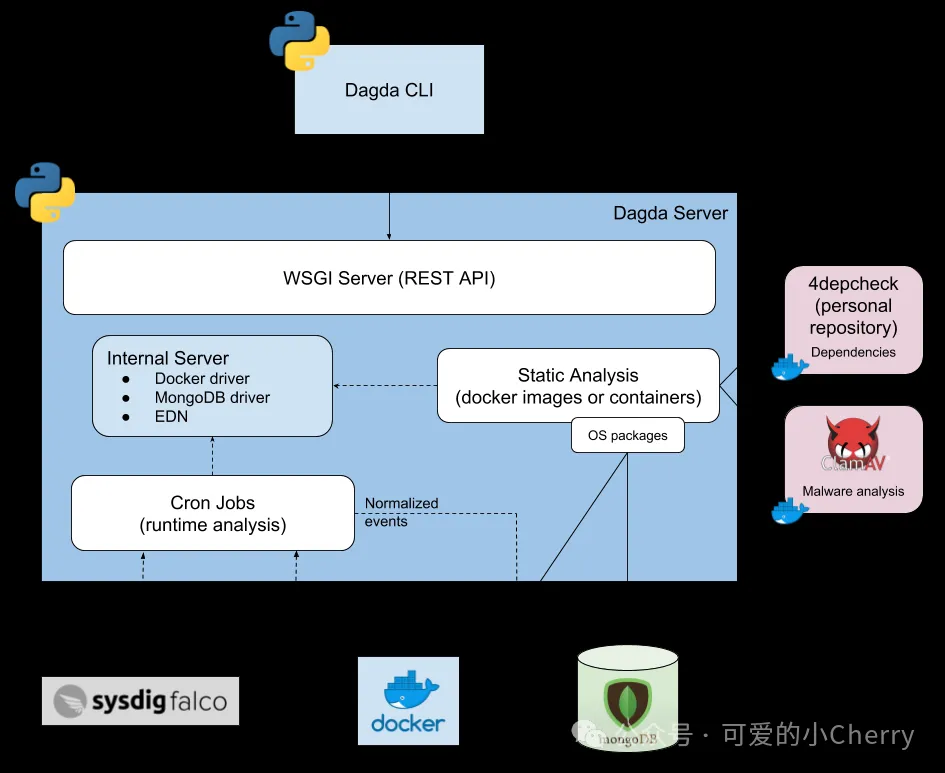 Dagda CLI
Dagda Server
WSGI Server (REST API)
4depcheck
(personal
repository)
Dependencies
Internal Server
● Docker driver
● MongoDB driver
● EDN
Static Analysis
(docker images or containers)
OS packages
ClamAV
Malware analysis
Cron Jobs
(runtime analysis)
Normalized
events
sysdig falco
docker
mongoDB
公众号 · 可爱的小Cherry